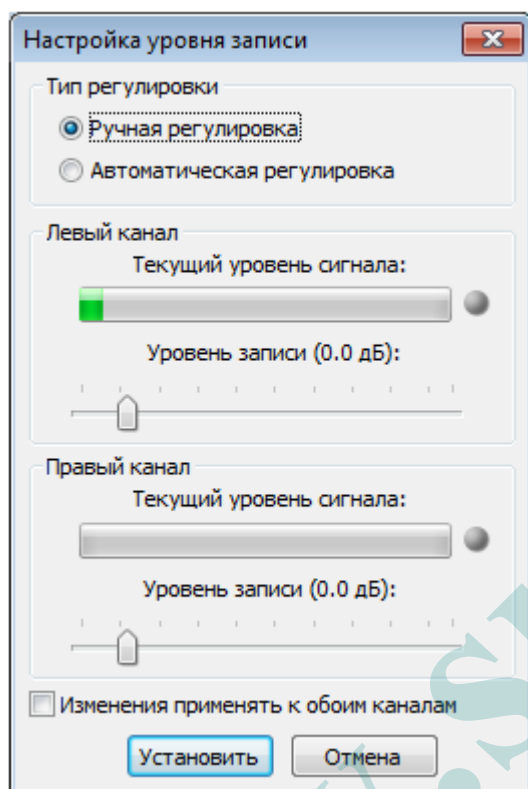 Настройка уровня записи
Тип регулировки
Ручная регулировка
Автоматическая регулировка
Левый канал
Текущий уровень сигнала:
Уровень записи (0.0 дБ):
Правый канал
Текущий уровень сигнала:
Уровень записи (0.0 дБ):
Изменения применять к обоим каналам
Установить
Отмена